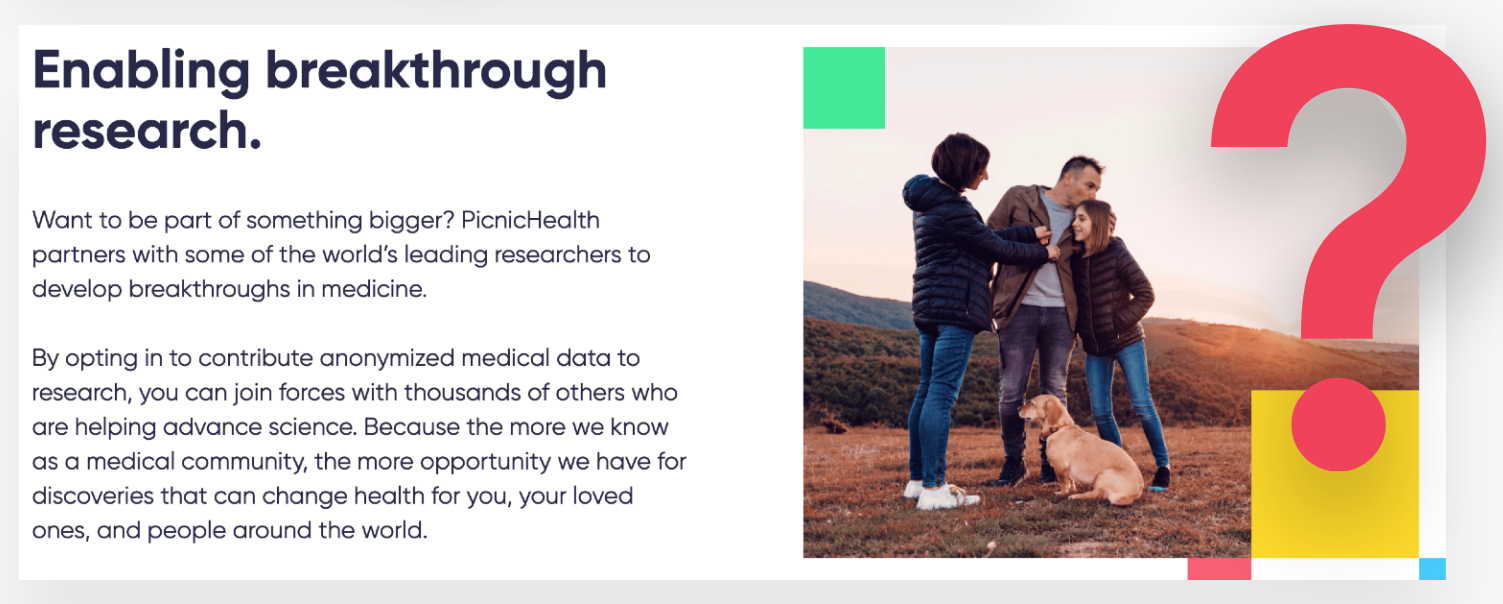 Enabling breakthrough
research.
Want to be part of something bigger? PicnicHealth
partners with some of the world’s leading researchers to
develop breakthroughs in medicine.
By opting in to contribute anonymized medical data to
research, you can join forces with thousands of others who
are helping advance science. Because the more we know
as a medical community, the more opportunity we have for
discoveries that can change health for you, your loved
ones, and people around the world.
?